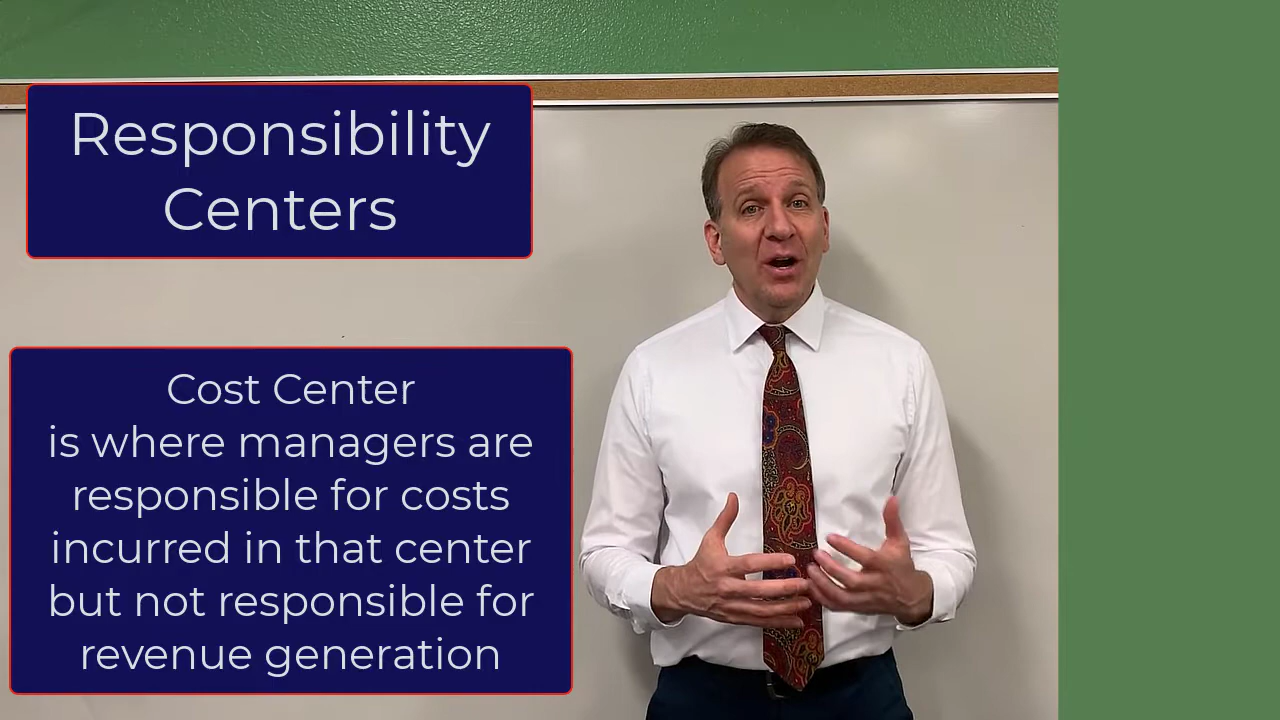 Responsibility
Centers
Cost Center
is where managers are
responsible for costs
incurred in that center
but not responsible for
revenue generation